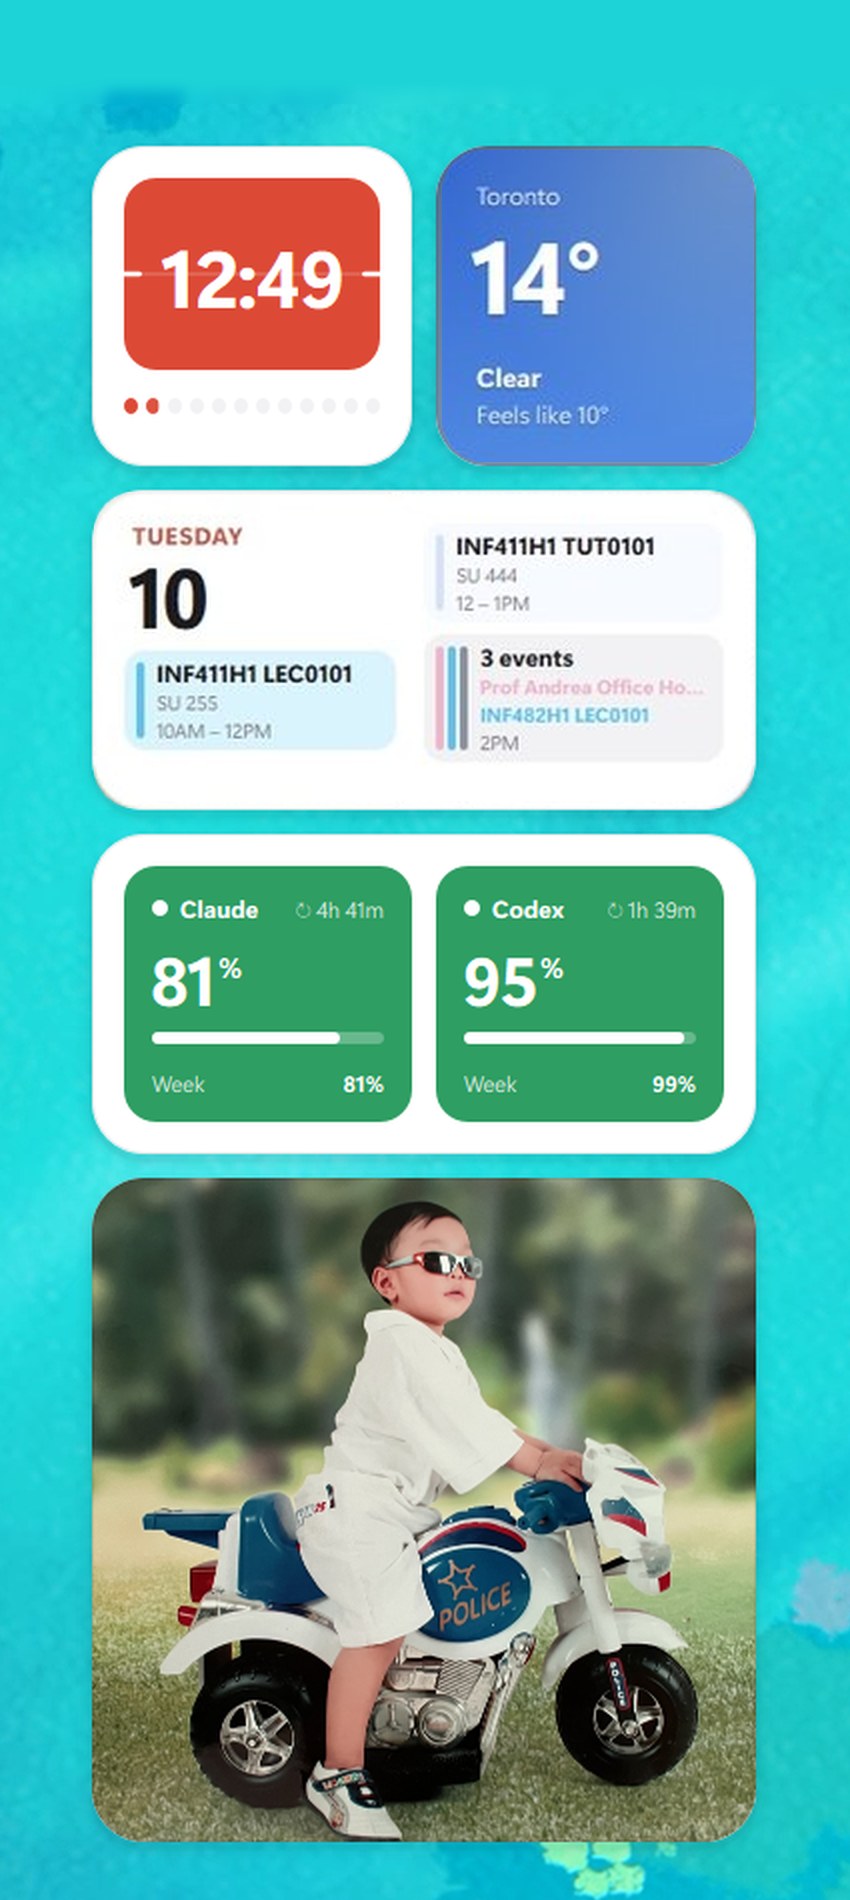 12:49
Toronto
14°
Clear
Feels like 10°
TUESDAY
10
INF411H1 LEC0101
SU 255
10AM – 12PM
INF411H1 TUT0101
SU 444
12 – 1PM
3 events
Prof Andrea Office Ho...
INF482H1 LEC0101
2PM
Claude
↻ 4h 41m
81%
Week
81%
Codex
↻ 1h 39m
95%
Week
99%
POLICE
POLICE